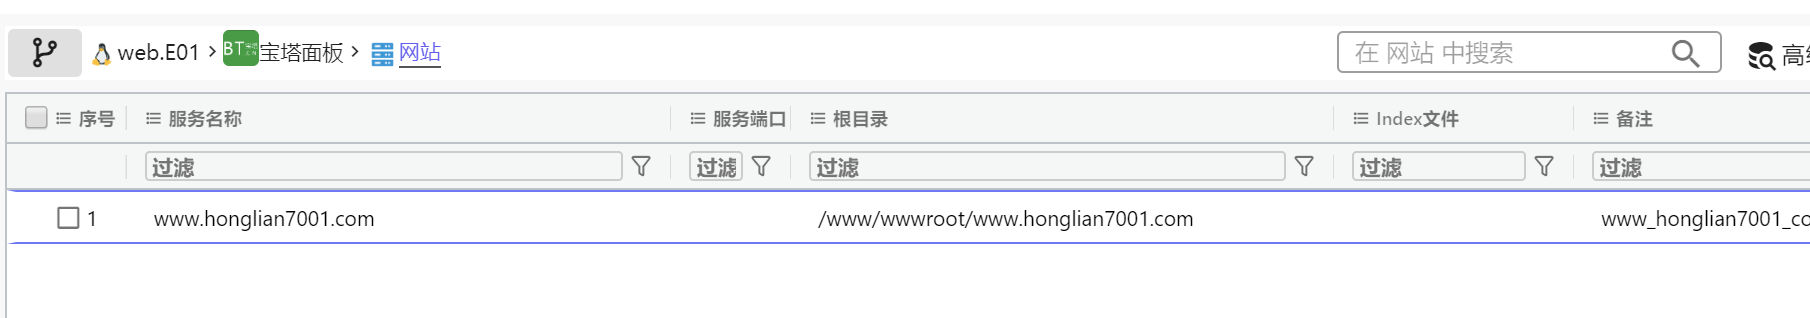 web.E01 > BT 宝塔面板 > 网站
在 网站 中搜索
序号 服务名称 服务端口 根目录 Index文件 备注
过滤 过滤 过滤 过滤 过滤
1 www.honglian7001.com /www/wwwroot/www.honglian7001.com www_honglian7001_co